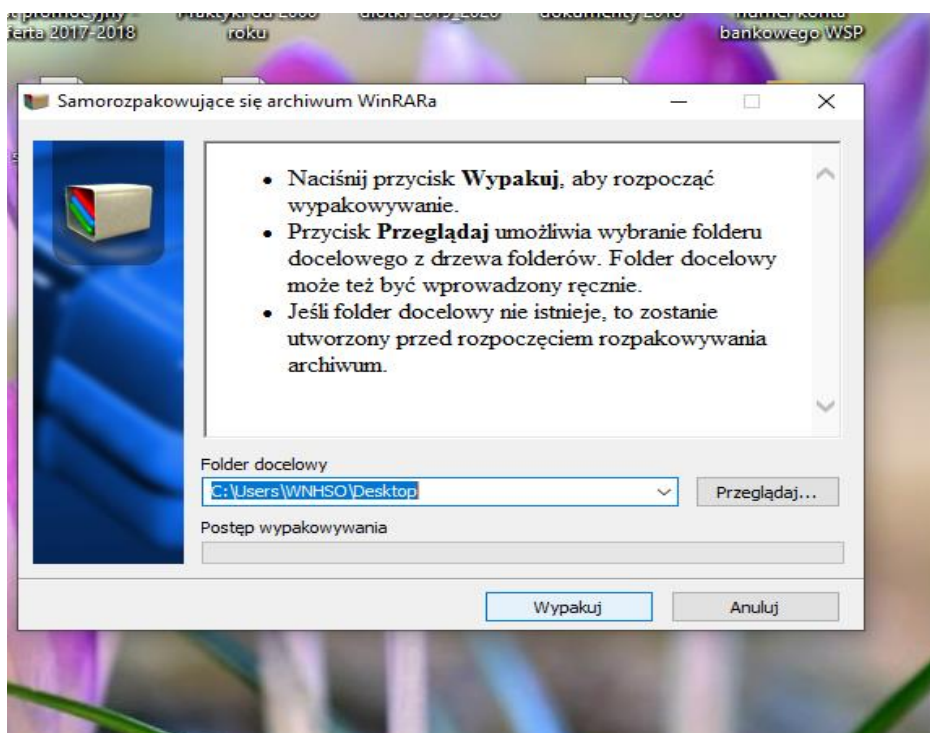 erta 2017-2018
roku
bankowego WSP
Samorozpakowujące się archiwum WinRARa
• Naciśnij przycisk Wypakuj, aby rozpocząć
wypakowywanie.
• Przycisk Przeglądaj umożliwia wybranie folderu
docelowego z drzewa folderów. Folder docelowy
może też być wprowadzony ręcznie.
• Jeśli folder docelowy nie istnieje, to zostanie
utworzony przed rozpoczęciem rozpakowywania
archiwum.
Folder docelowy
C:\Users\WNHSO\Desktop
Przeglądaj...
Postęp wypakowywania
Wypakuj
Anuluj